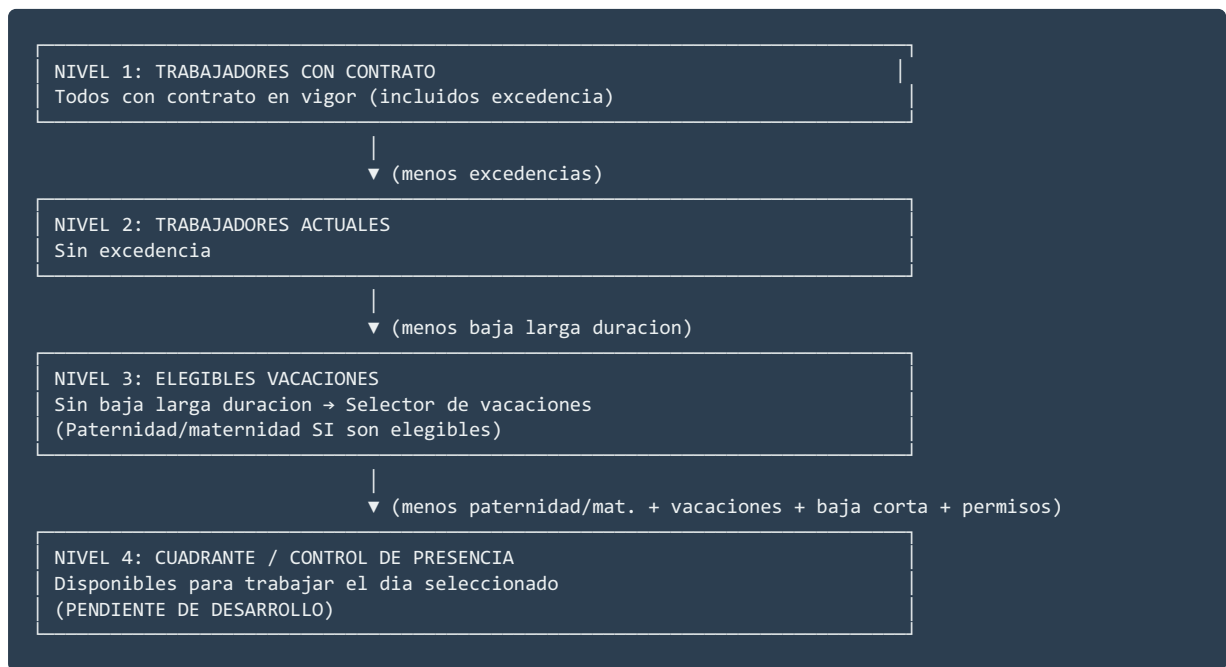 NIVEL 1: TRABAJADORES CON CONTRATO
Todos con contrato en vigor (incluidos excedencia)
▼ (menos excedencias)
NIVEL 2: TRABAJADORES ACTUALES
Sin excedencia
▼ (menos baja larga duracion)
NIVEL 3: ELEGIBLES VACACIONES
Sin baja larga duracion → Selector de vacaciones
(Paternidad/maternidad SI son elegibles)
▼ (menos paternidad/mat. + vacaciones + baja corta + permisos)
NIVEL 4: CUADRANTE / CONTROL DE PRESENCIA
Disponibles para trabajar el dia seleccionado
(PENDIENTE DE DESARROLLO)